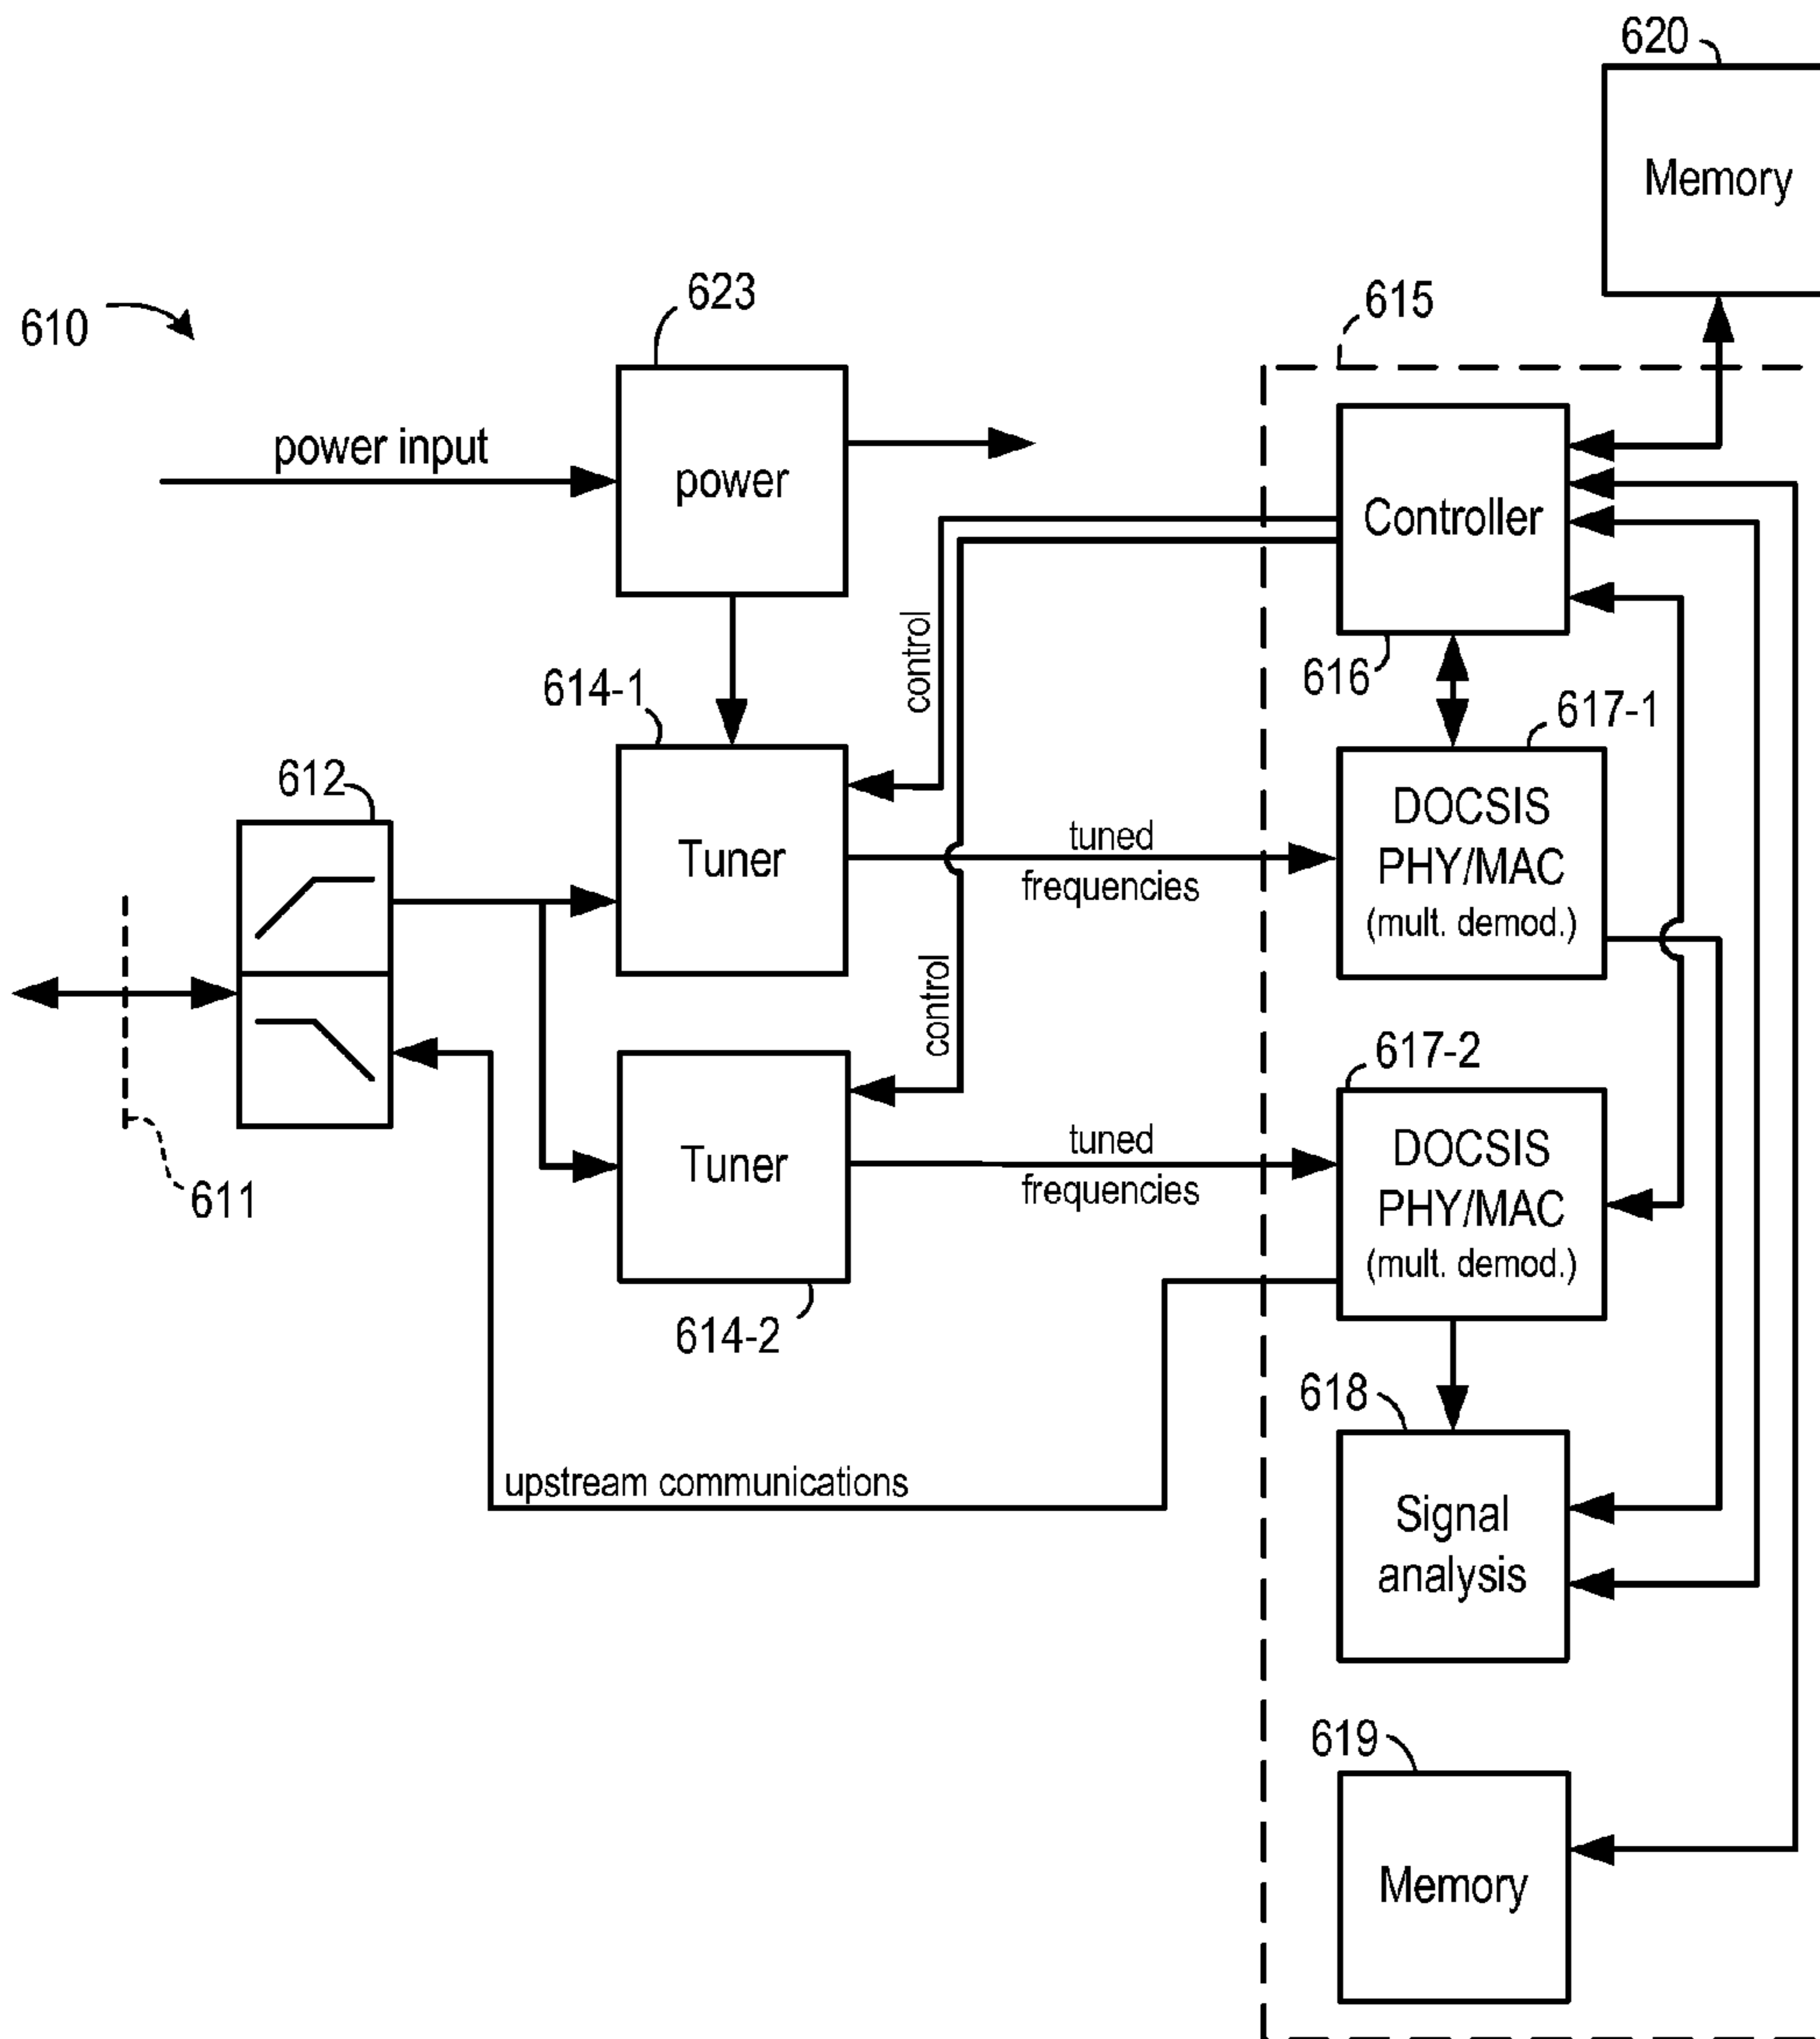 620
Memory
610
623
power input
power
615
Controller
616
control
614-1
617-1
612
Tuner
tuned
frequencies
DOCSIS
PHY/MAC
(mult. demod.)
control
611
617-2
Tuner
tuned
frequencies
DOCSIS
PHY/MAC
(mult. demod.)
614-2
618
upstream communications
Signal
analysis
619
Memory